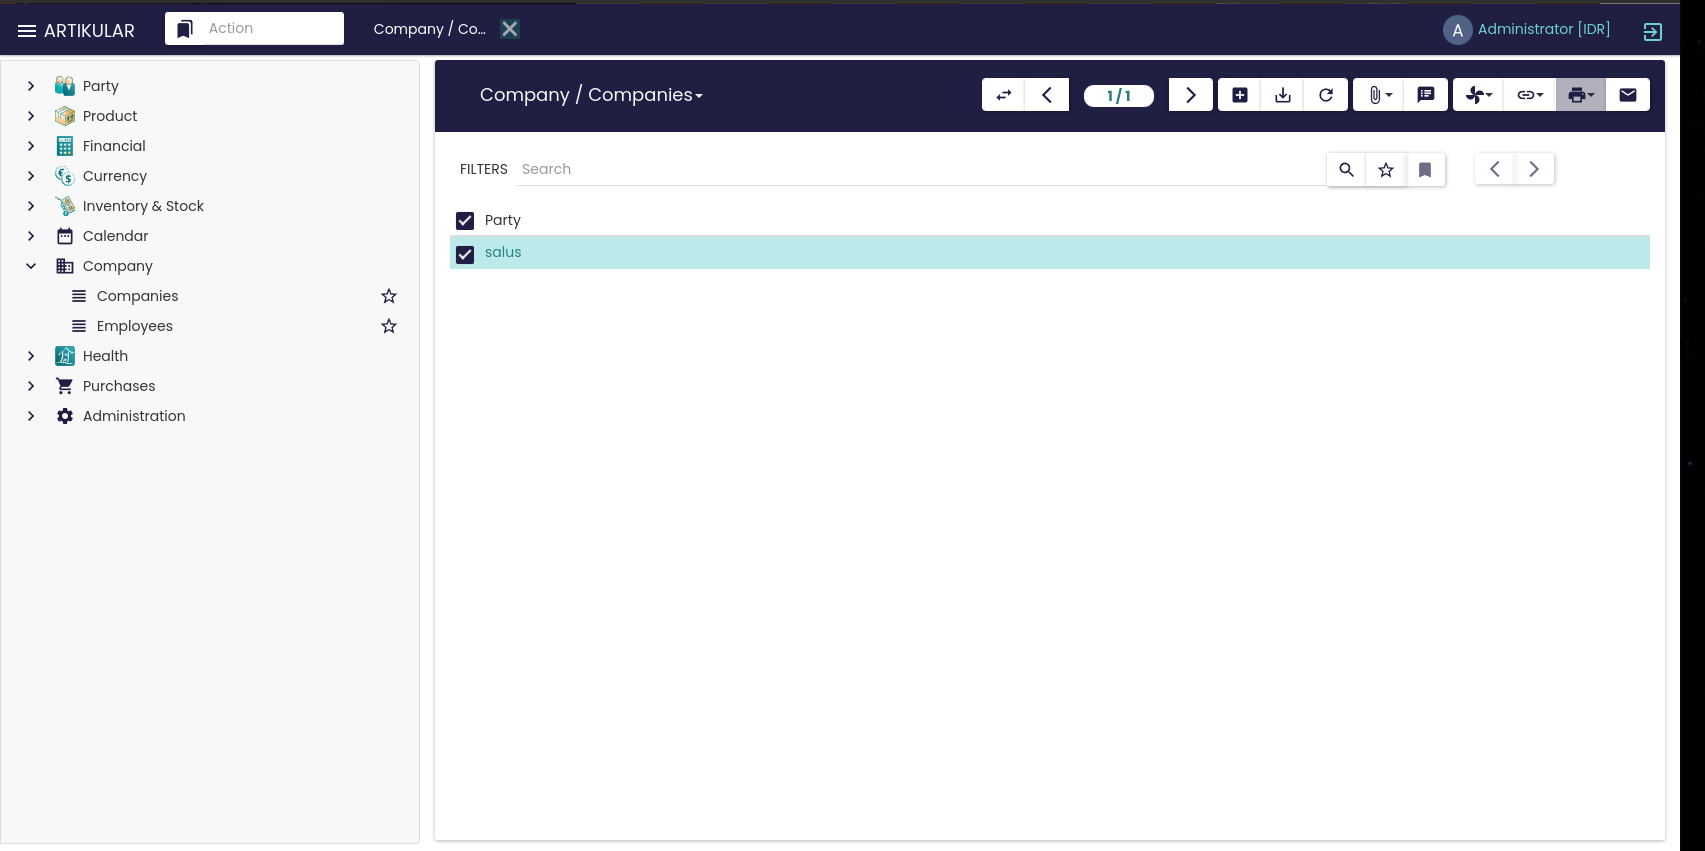 ARTIKULAR
Action
Company / Co...
A
Administrator [IDR]
Party
Product
Financial
Currency
Inventory & Stock
Calendar
Company
Companies
Employees
Health
Purchases
Administration
Company / Companies
1 / 1
FILTERS
Search
Party
salus